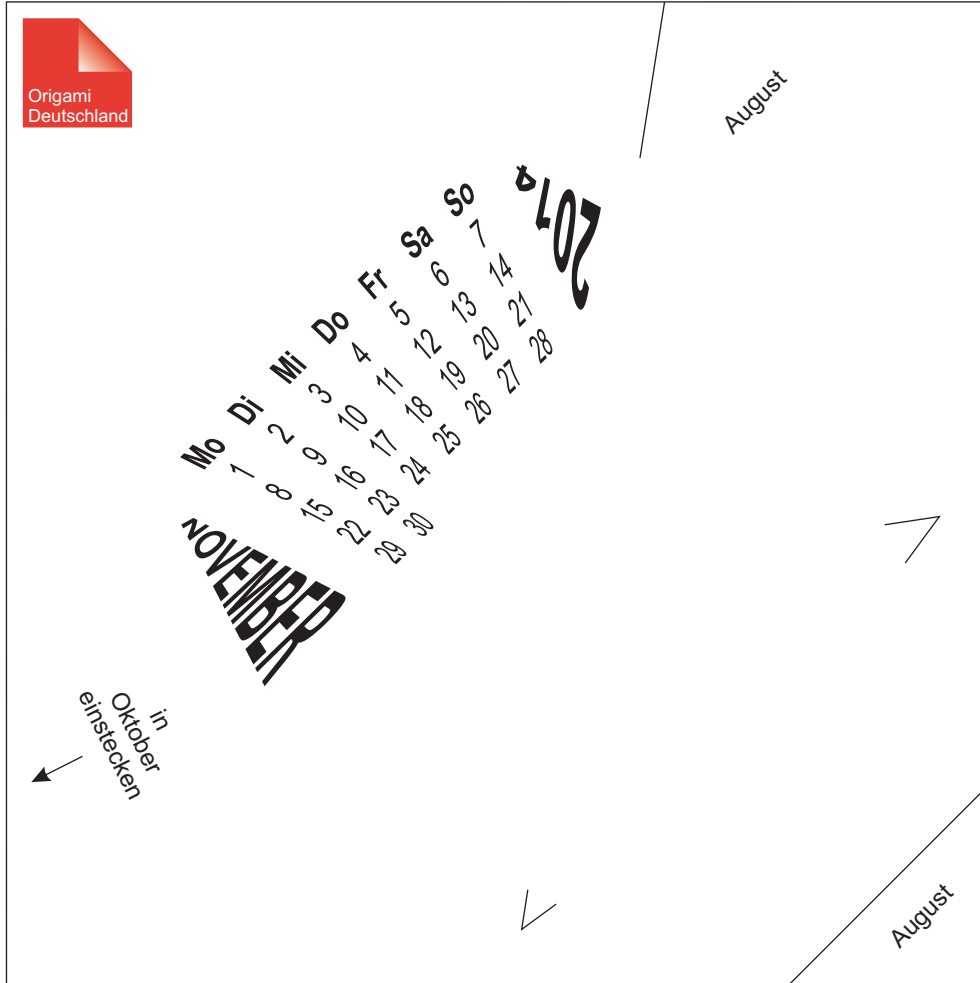 Origami
Deutschland
August
2014
Mo Di Mi Do Fr Sa So
1 2 3 4 5 6 7
8 9 10 11 12 13 14
15 16 17 18 19 20 21
22 23 24 25 26 27 28
29 30
NOVEMBER
in
Oktober
einstecken
August